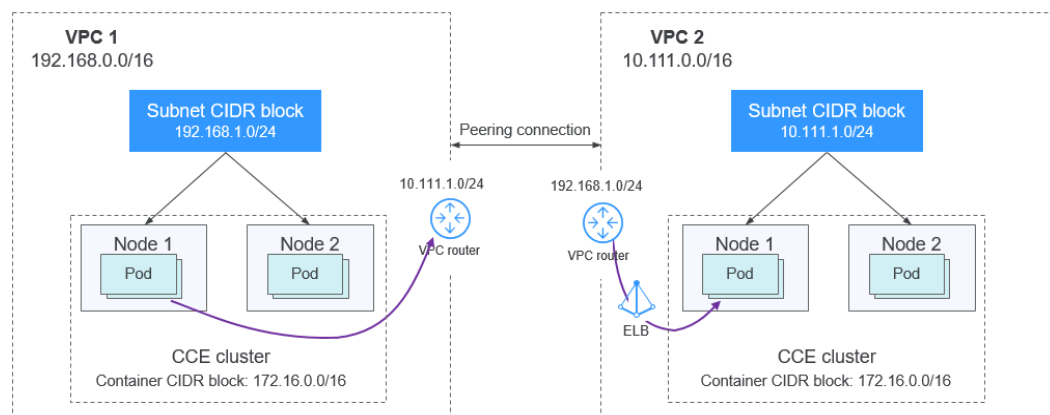 VPC 1
192.168.0.0/16
Subnet CIDR block
192.168.1.0/24
Node 1
Pod
Node 2
Pod
CCE cluster
Container CIDR block: 172.16.0.0/16
Peering connection
10.111.1.0/24
VPC router
192.168.1.0/24
VPC router
ELB
VPC 2
10.111.0.0/16
Subnet CIDR block
10.111.1.0/24
Node 1
Pod
Node 2
Pod
CCE cluster
Container CIDR block: 172.16.0.0/16